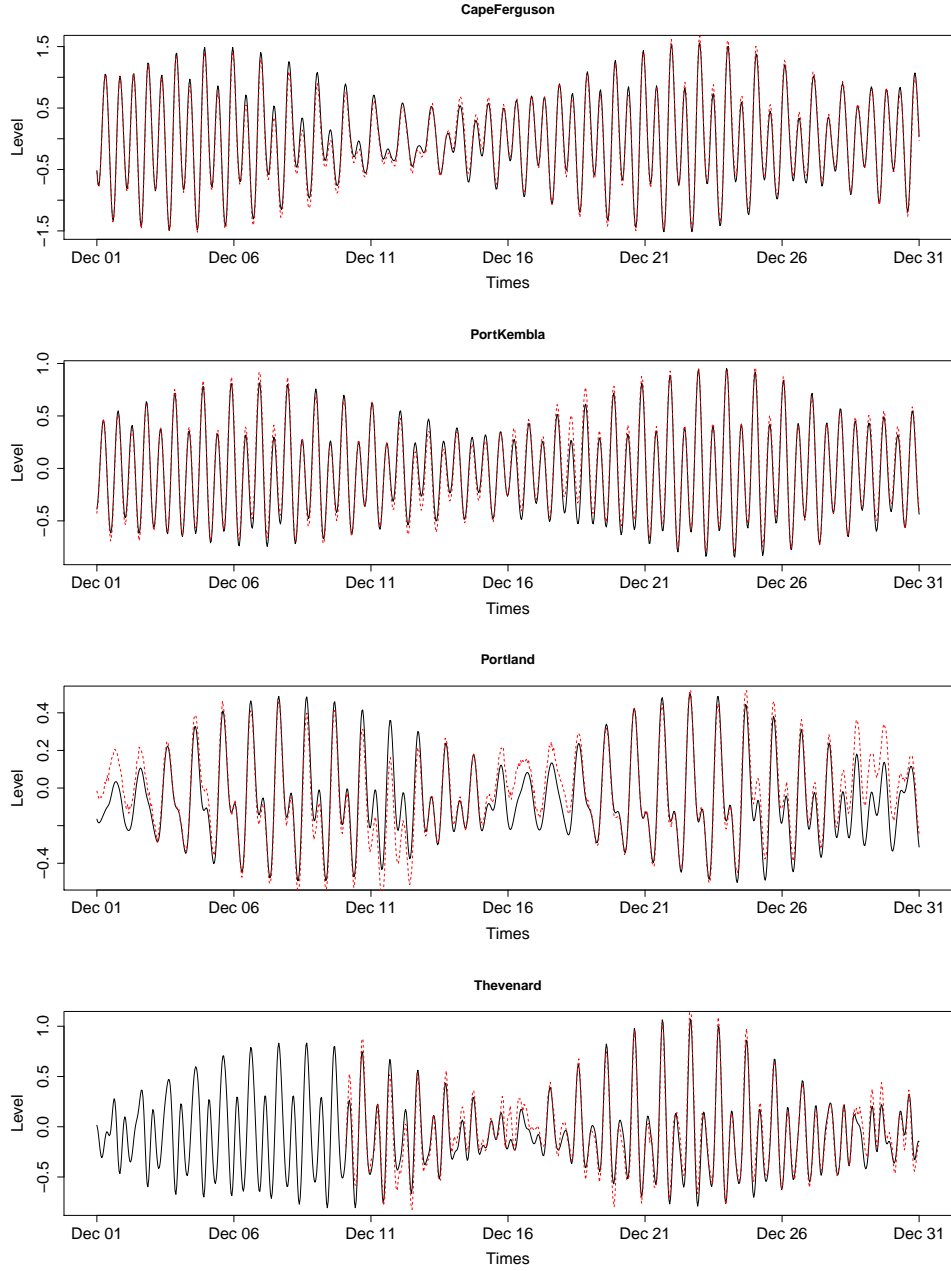 CapeFerguson
Level
1.5
0.5
−0.5
−1.5
Dec 01
Dec 06
Dec 11
Dec 16
Dec 21
Dec 26
Dec 31
Times
PortKembla
Level
1.0
0.5
0.0
−0.5
Dec 01
Dec 06
Dec 11
Dec 16
Dec 21
Dec 26
Dec 31
Times
Portland
Level
0.4
0.2
0.0
−0.4
Dec 01
Dec 06
Dec 11
Dec 16
Dec 21
Dec 26
Dec 31
Times
Thevenard
Level
1.0
0.5
0.0
−0.5
Dec 01
Dec 06
Dec 11
Dec 16
Dec 21
Dec 26
Dec 31
Times